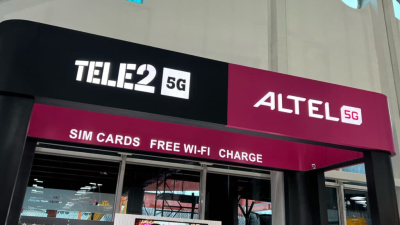 TELE2 5G
ALTEL 5G
SIM CARDS FREE WI-FI CHARGE